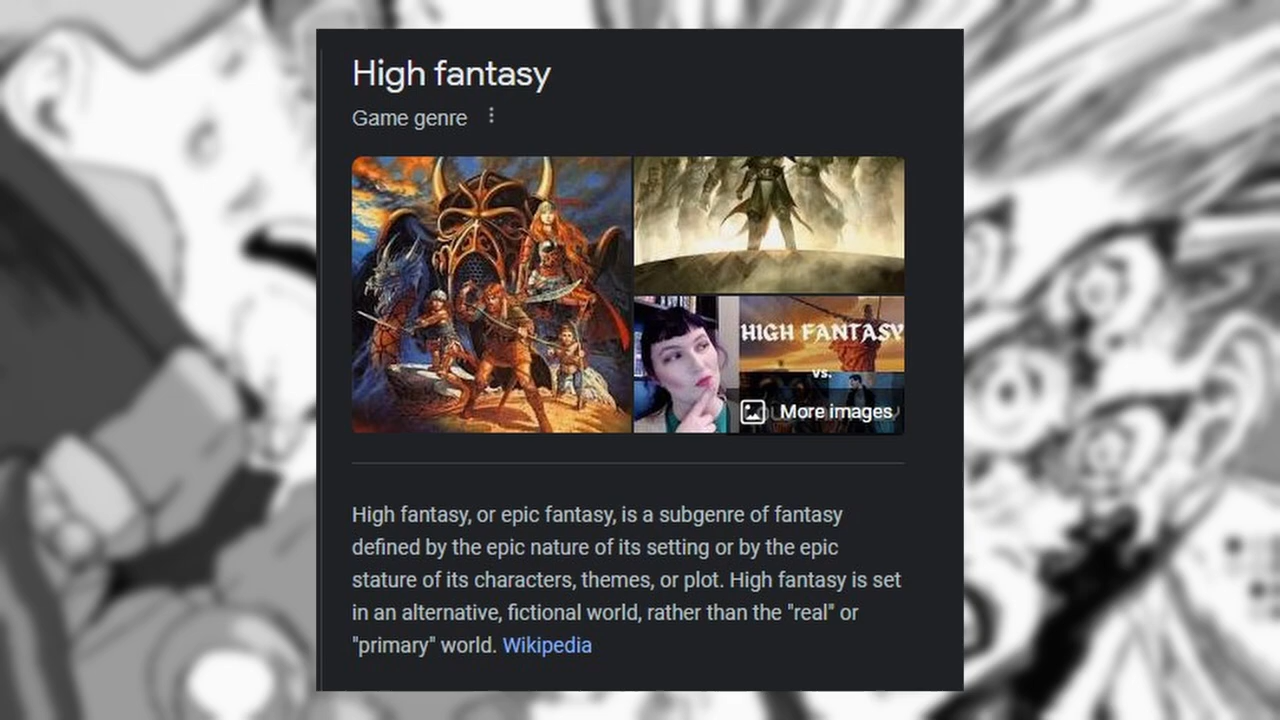 High fantasy
Game genre
HIGH FANTASY
vs.
More images
High fantasy, or epic fantasy, is a subgenre of fantasy
defined by the epic nature of its setting or by the epic
stature of its characters, themes, or plot. High fantasy is set
in an alternative, fictional world, rather than the "real" or
"primary" world. Wikipedia